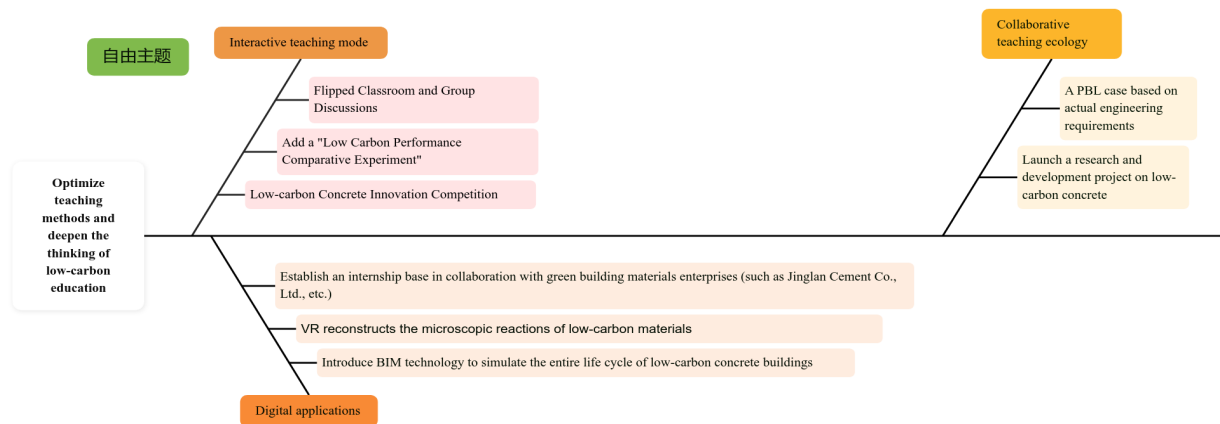 自由主题
Interactive teaching mode
Flipped Classroom and Group
Discussions
Add a "Low Carbon Performance
Comparative Experiment"
Low-carbon Concrete Innovation Competition
Collaborative
teaching ecology
A PBL case based on
actual engineering
requirements
Launch a research and
development project on low-
carbon concrete
Optimize
teaching
methods and
deepen the
thinking of
low-carbon
education
Establish an internship base in collaboration with green building materials enterprises (such as Jinglan Cement Co.,
Ltd., etc.)
VR reconstructs the microscopic reactions of low-carbon materials
Introduce BIM technology to simulate the entire life cycle of low-carbon concrete buildings
Digital applications